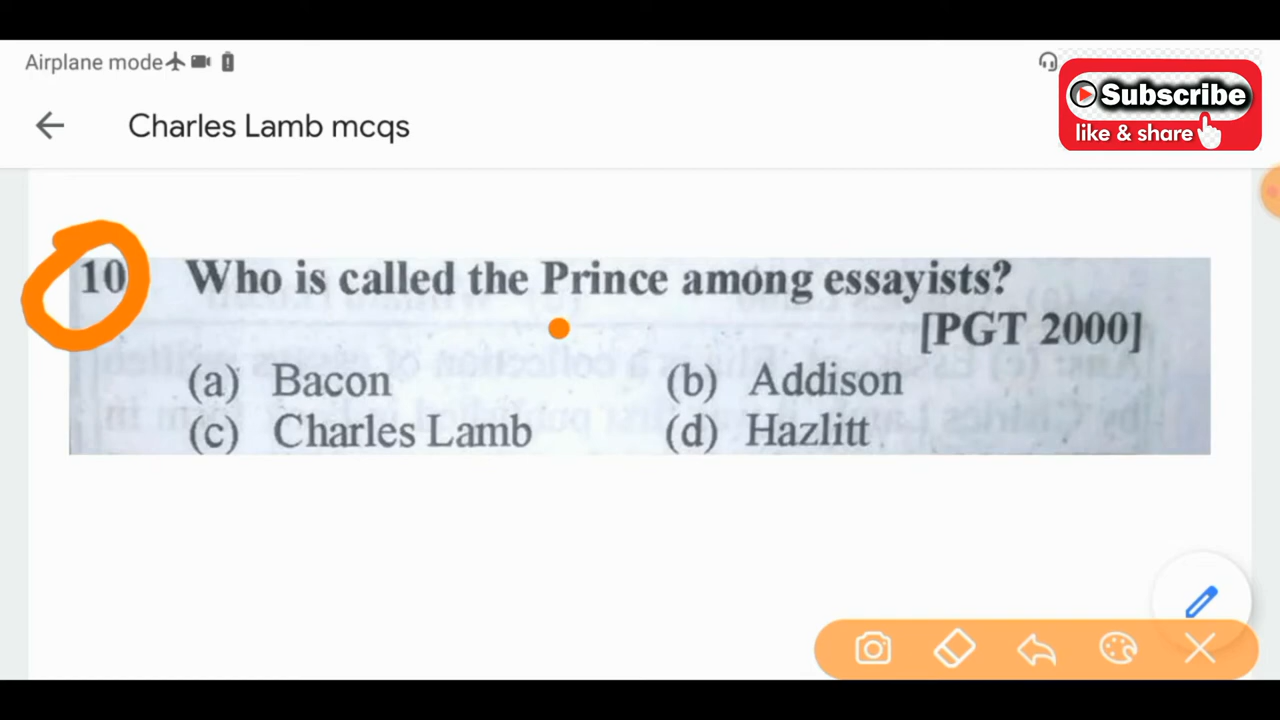 Airplane mode
Subscribe
like & share
Charles Lamb mcqs
10 Who is called the Prince among essayists?
[PGT 2000]
(a) Bacon (b) Addison
(c) Charles Lamb (d) Hazlitt